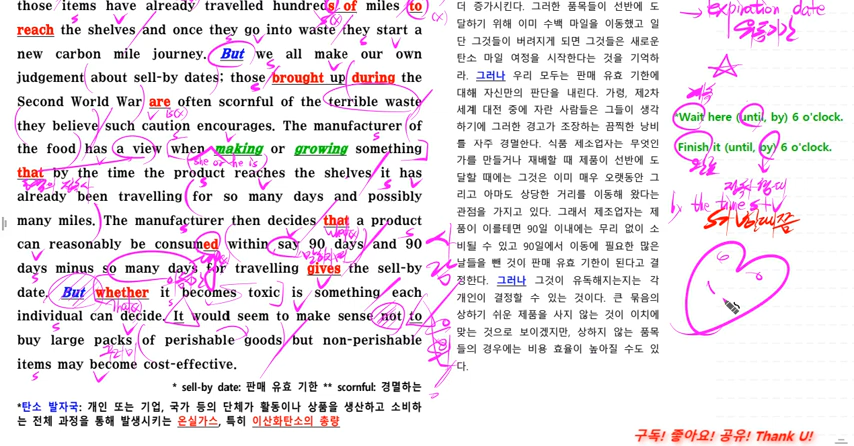 those items have already travelled hundreds of miles to
reach the shelves and once they go into waste they start a
new carbon mile journey. But we all make our own
judgement about sell-by dates; those brought up during the
Second World War are often scornful of the terrible waste
they believe such caution encourages. The manufacturer of
the food has a view when making or growing something
she or he is
that by the time the product reaches the shelves it has
already been travelling for so many days and possibly
many miles. The manufacturer then decides that a product
can reasonably be consumed within say 90 days and 90
days minus so many days for travelling gives the sell-by
date. But whether it becomes toxic is something each
individual can decide. It would seem to make sense not to
buy large packs of perishable goods but non-perishable
items may become cost-effective.
* sell-by date: 판매 유효 기한 ** scornful: 경멸하는
*탄소 발자국: 개인 또는 기업, 국가 등의 단체가 활동이나 상품을 생산하고 소비하
는 전체 과정을 통해 발생시키는 온실가스, 특히 이산화탄소의 총량
더 증가시킨다. 그러한 품목들이 선반에 도
달하기 위해 이미 수백 마일을 이동했고 일
단 그것들이 버려지게 되면 그것들은 새로운
탄소 마일 여정을 시작한다는 것을 기억하
라. 그러나 우리 모두는 판매 유효 기한에
대해 자신만의 판단을 내린다. 가령, 제2차
세계 대전 중에 자란 사람들은 그들이 생각
하기에 그러한 경고가 조장하는 끔찍한 낭비
를 자주 경멸한다. 식품 제조업자는 무엇인
가를 만들거나 재배할 때 제품이 선반에 도
달할 때에는 그것은 이미 매우 오랫동안 그
리고 아마도 상당한 거리를 이동해 왔다는
관점을 가지고 있다. 그래서 제조업자는 제
품이 이를테면 90일 이내에는 무리 없이 소
비될 수 있고 90일에서 이동에 필요한 많은
날들을 뺀 것이 판매 유효 기한이 된다고 결
정한다. 그러나 그것이 유독해지는지는 각
개인이 결정할 수 있는 것이다. 큰 묶음의
상하기 쉬운 제품을 사지 않는 것이 이치에
맞는 것으로 보이겠지만, 상하지 않는 품목
들의 경우에는 비용 효율이 높아질 수도 있
다.
→ Expiration date
유통기간
Wait here (until, by) 6 o'clock.
Finish it (until, by) 6 o'clock.
완료
by the time S+V
구독! 좋아요! 공유! Thank U!